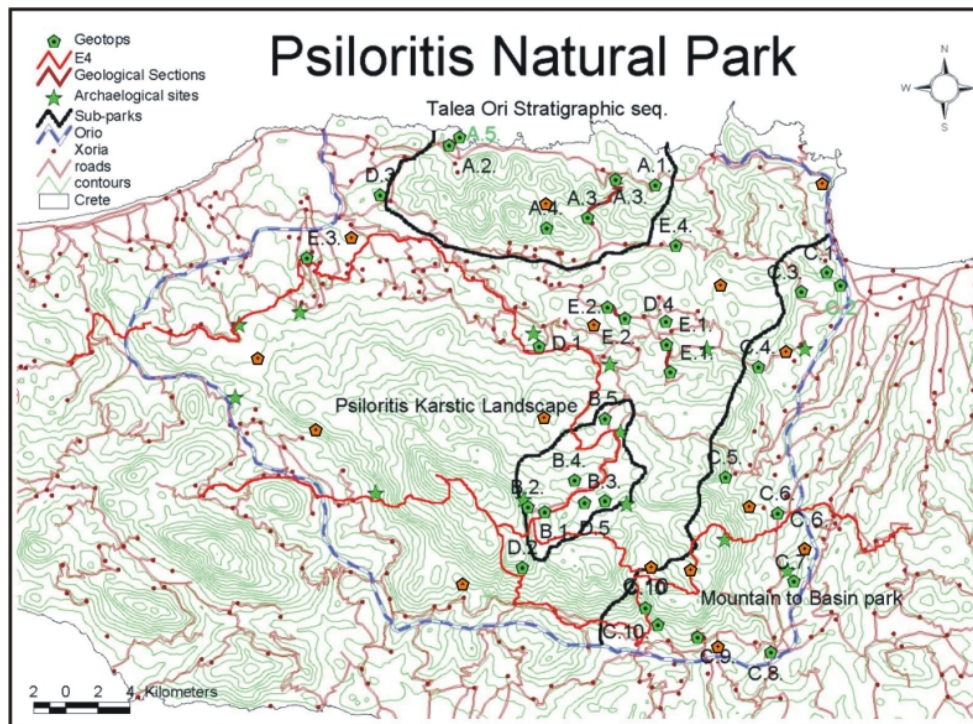 Psiloritis Natural Park
Geotops
E4
Geological Sections
Archaelogical sites
Sub-parks
Orio
Xoria
roads
contours
Crete
N
W E
S
Talea Ori Stratigraphic seq.
A.5.
A.2.
A.1.
D.3.
A.3. A.3.
A.4.
E.4.
E.3.
C.1.
C.3.
E.2. D.4.
E.1.
E.2.
D.1.
E.1.
C.4.
Psiloritis Karstic Landscape
B.5.
B.4.
C.5.
B.2. B.3.
C.6.
C.6.
B.1. D.5.
D.2.
C.7.
C.10
Mountain to Basin park
C.10.
C.9.
C.8.
2 0 2 4 Kilometers